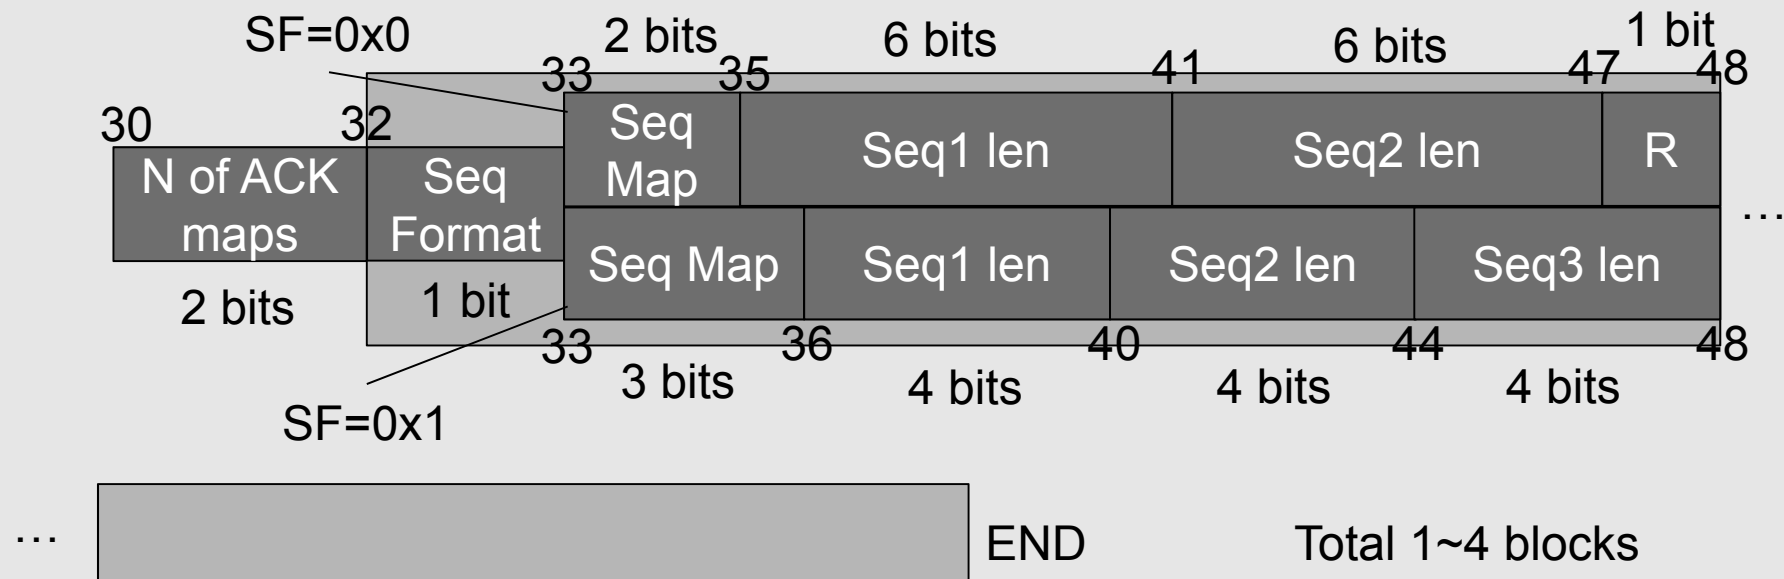 SF=0x0
2 bits
6 bits
6 bits
1 bit
33
35
41
47
48
30
32
N of ACK
maps
Seq
Format
Seq
Map
Seq1 len
Seq2 len
R
...
Seq Map
Seq1 len
Seq2 len
Seq3 len
2 bits
1 bit
33
36
40
44
48
3 bits
4 bits
4 bits
4 bits
SF=0x1
...
END
Total 1~4 blocks